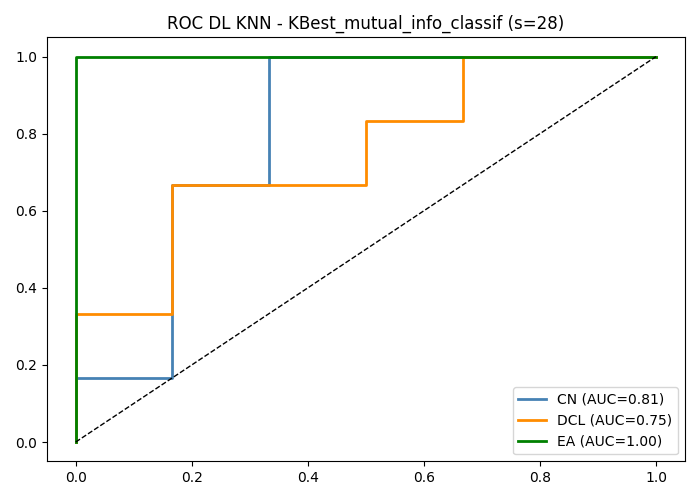 ROC DL KNN - KBest_mutual_info_classif (s=28)
1.0
0.8
0.6
0.4
0.2
0.0
0.0 0.2 0.4 0.6 0.8 1.0
CN (AUC=0.81)
DCL (AUC=0.75)
EA (AUC=1.00)